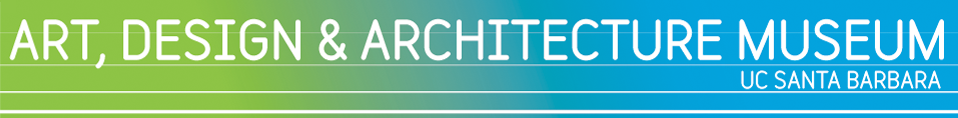 ART, DESIGN & ARCHITECTURE MUSEUM
UC SANTA BARBARA